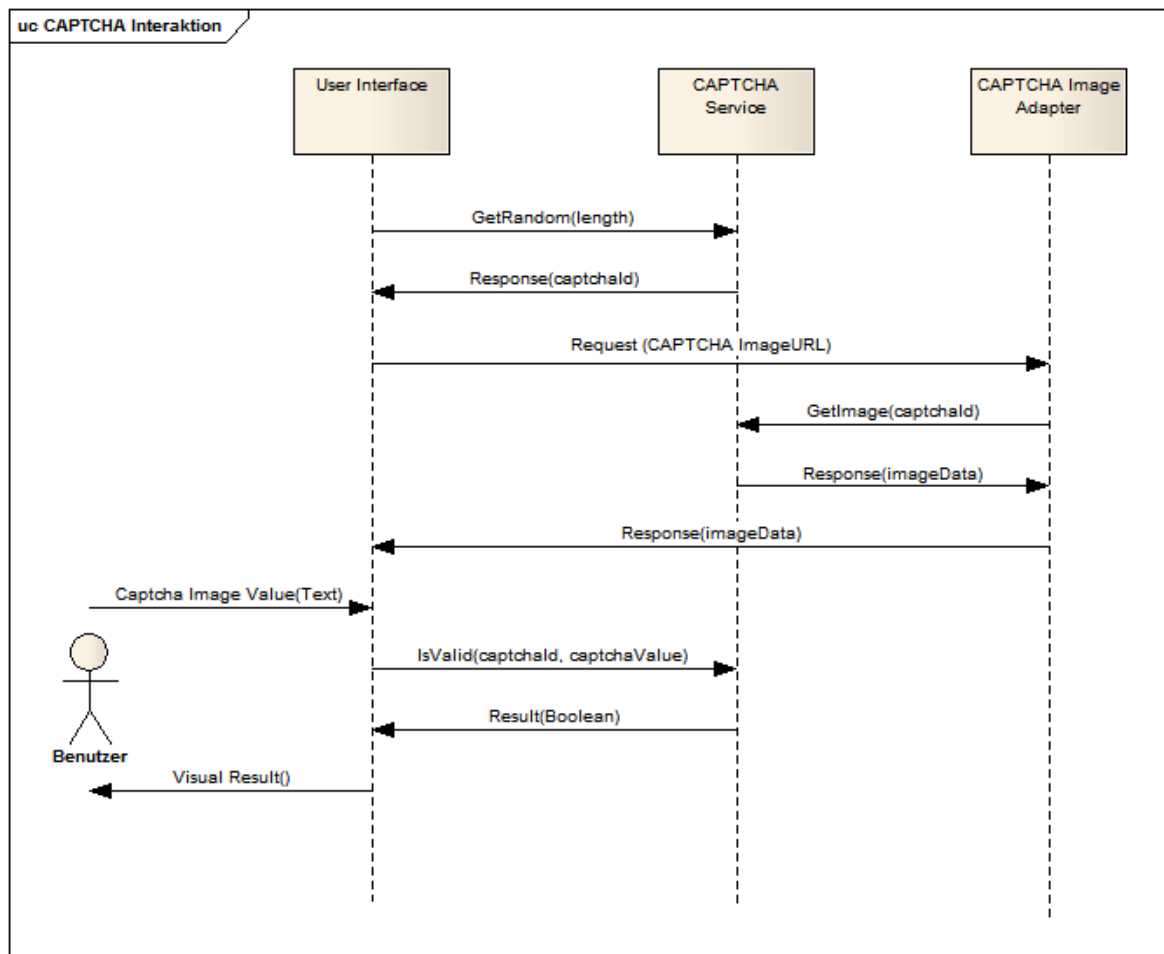 uc CAPTCHA Interaktion
User Interface
CAPTCHA
Service
CAPTCHA Image
Adapter
GetRandom(length)
Response(captchaId)
Request (CAPTCHA ImageURL)
GetImage(captchaId)
Response(imageData)
Response(imageData)
Captcha Image Value(Text)
IsValid(captchaId, captchaValue)
Result(Boolean)
Benutzer
Visual Result()